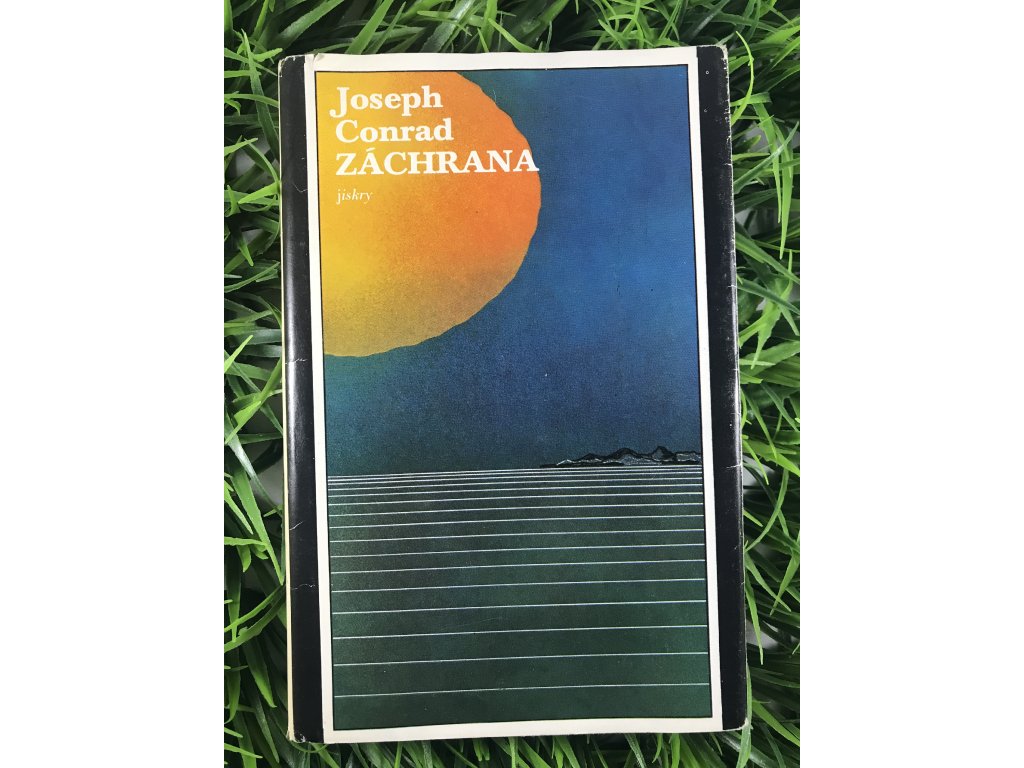 Joseph
Conrad
ZÁCHRANA
jiskry